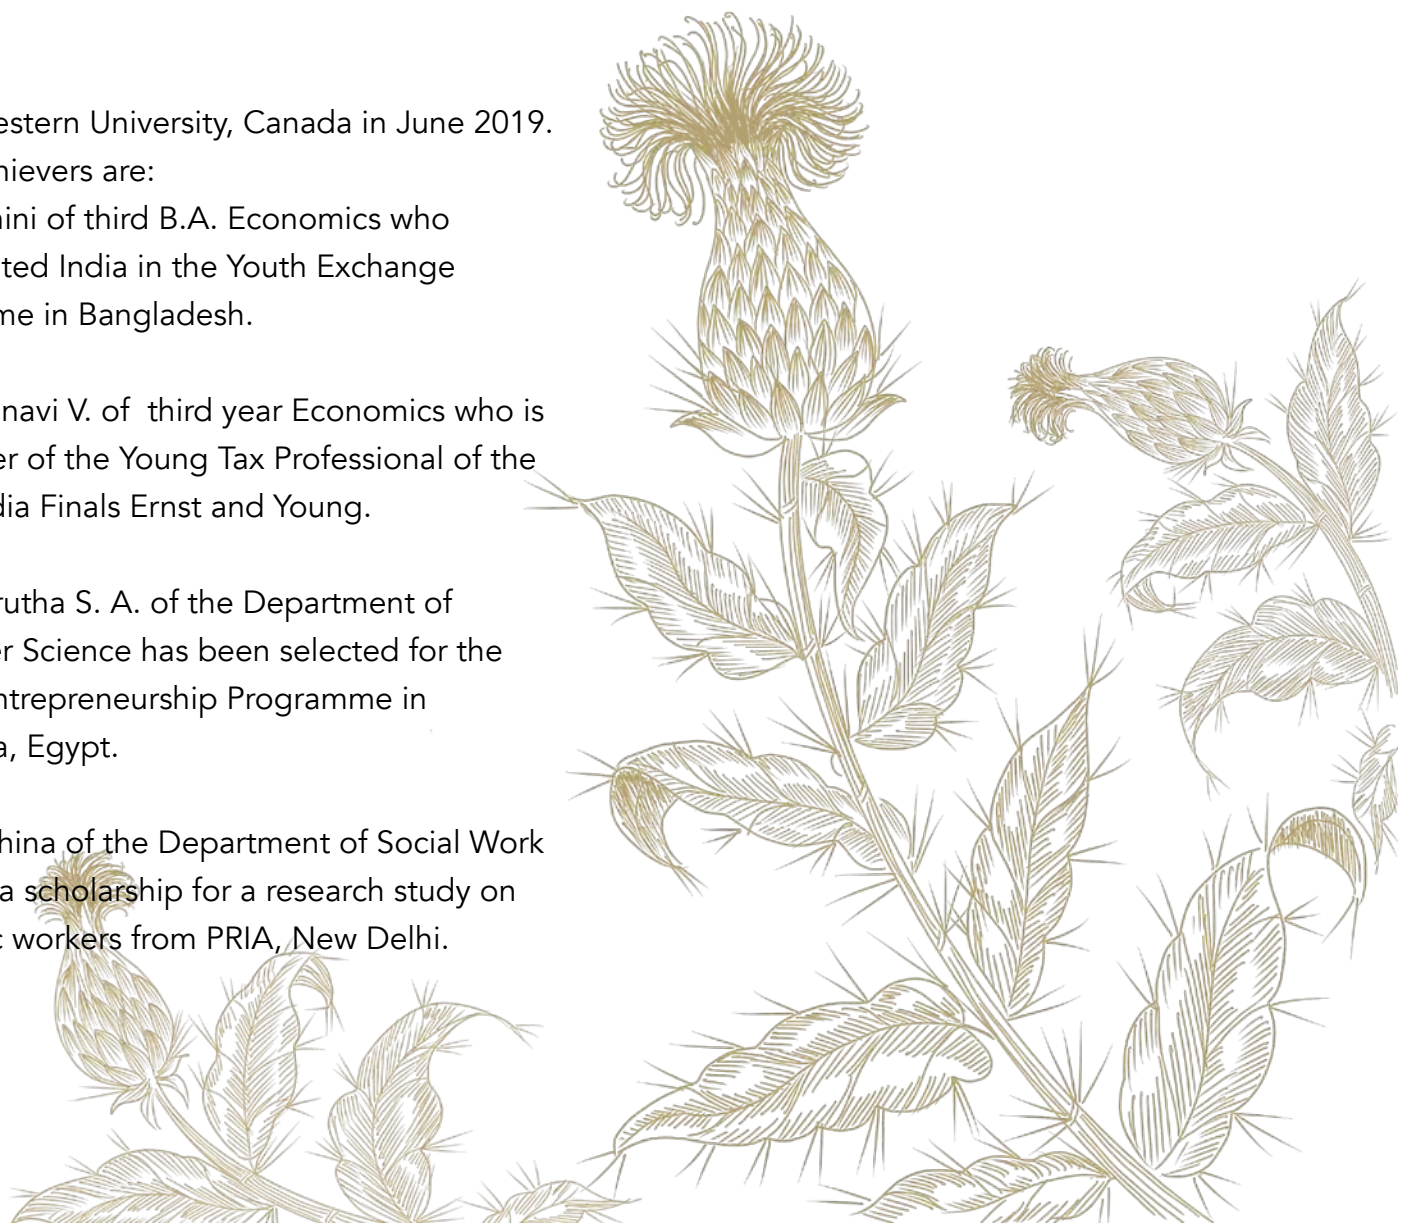 estern University, Canada in June 2019.
hievers are:
nini of third B.A. Economics who
ted India in the Youth Exchange
me in Bangladesh.
navi V. of third year Economics who is
er of the Young Tax Professional of the
dia Finals Ernst and Young.
rutha S. A. of the Department of
er Science has been selected for the
ntrepreneurship Programme in
a, Egypt.
hina of the Department of Social Work
a scholarship for a research study on
c workers from PRIA, New Delhi.